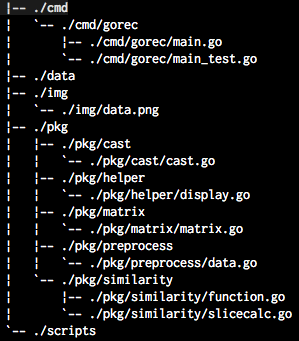 |-- ./cmd
|   `-- ./cmd/gorec
|       |-- ./cmd/gorec/main.go
|       `-- ./cmd/gorec/main_test.go
|-- ./data
|-- ./img
|   `-- ./img/data.png
|-- ./pkg
|   |-- ./pkg/cast
|   |   `-- ./pkg/cast/cast.go
|   |-- ./pkg/helper
|   |   `-- ./pkg/helper/display.go
|   |-- ./pkg/matrix
|   |   `-- ./pkg/matrix/matrix.go
|   |-- ./pkg/preprocess
|   |   `-- ./pkg/preprocess/data.go
|   `-- ./pkg/similarity
|       |-- ./pkg/similarity/function.go
|       `-- ./pkg/similarity/slicecalc.go
`-- ./scripts